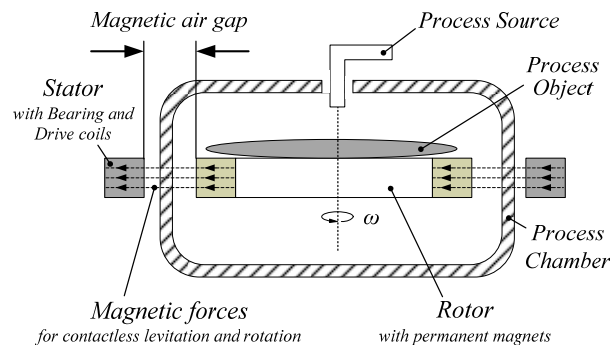 Magnetic air gap
Process Source
Stator
with Bearing and
Drive coils
Process
Object
ω
Process
Chamber
Magnetic forces
for contactless levitation and rotation
Rotor
with permanent magnets